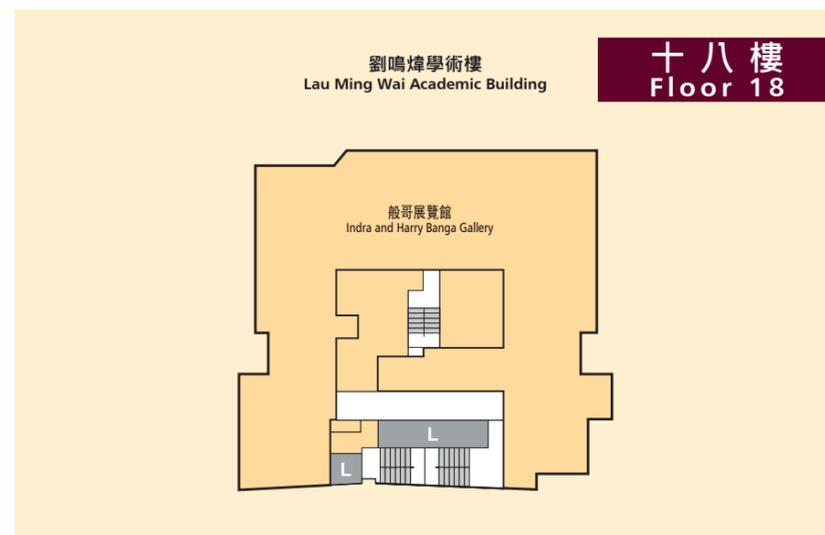 劉鳴煒學術樓
Lau Ming Wai Academic Building
十八樓
Floor 18
般哥展覽館
Indra and Harry Banga Gallery
L
L